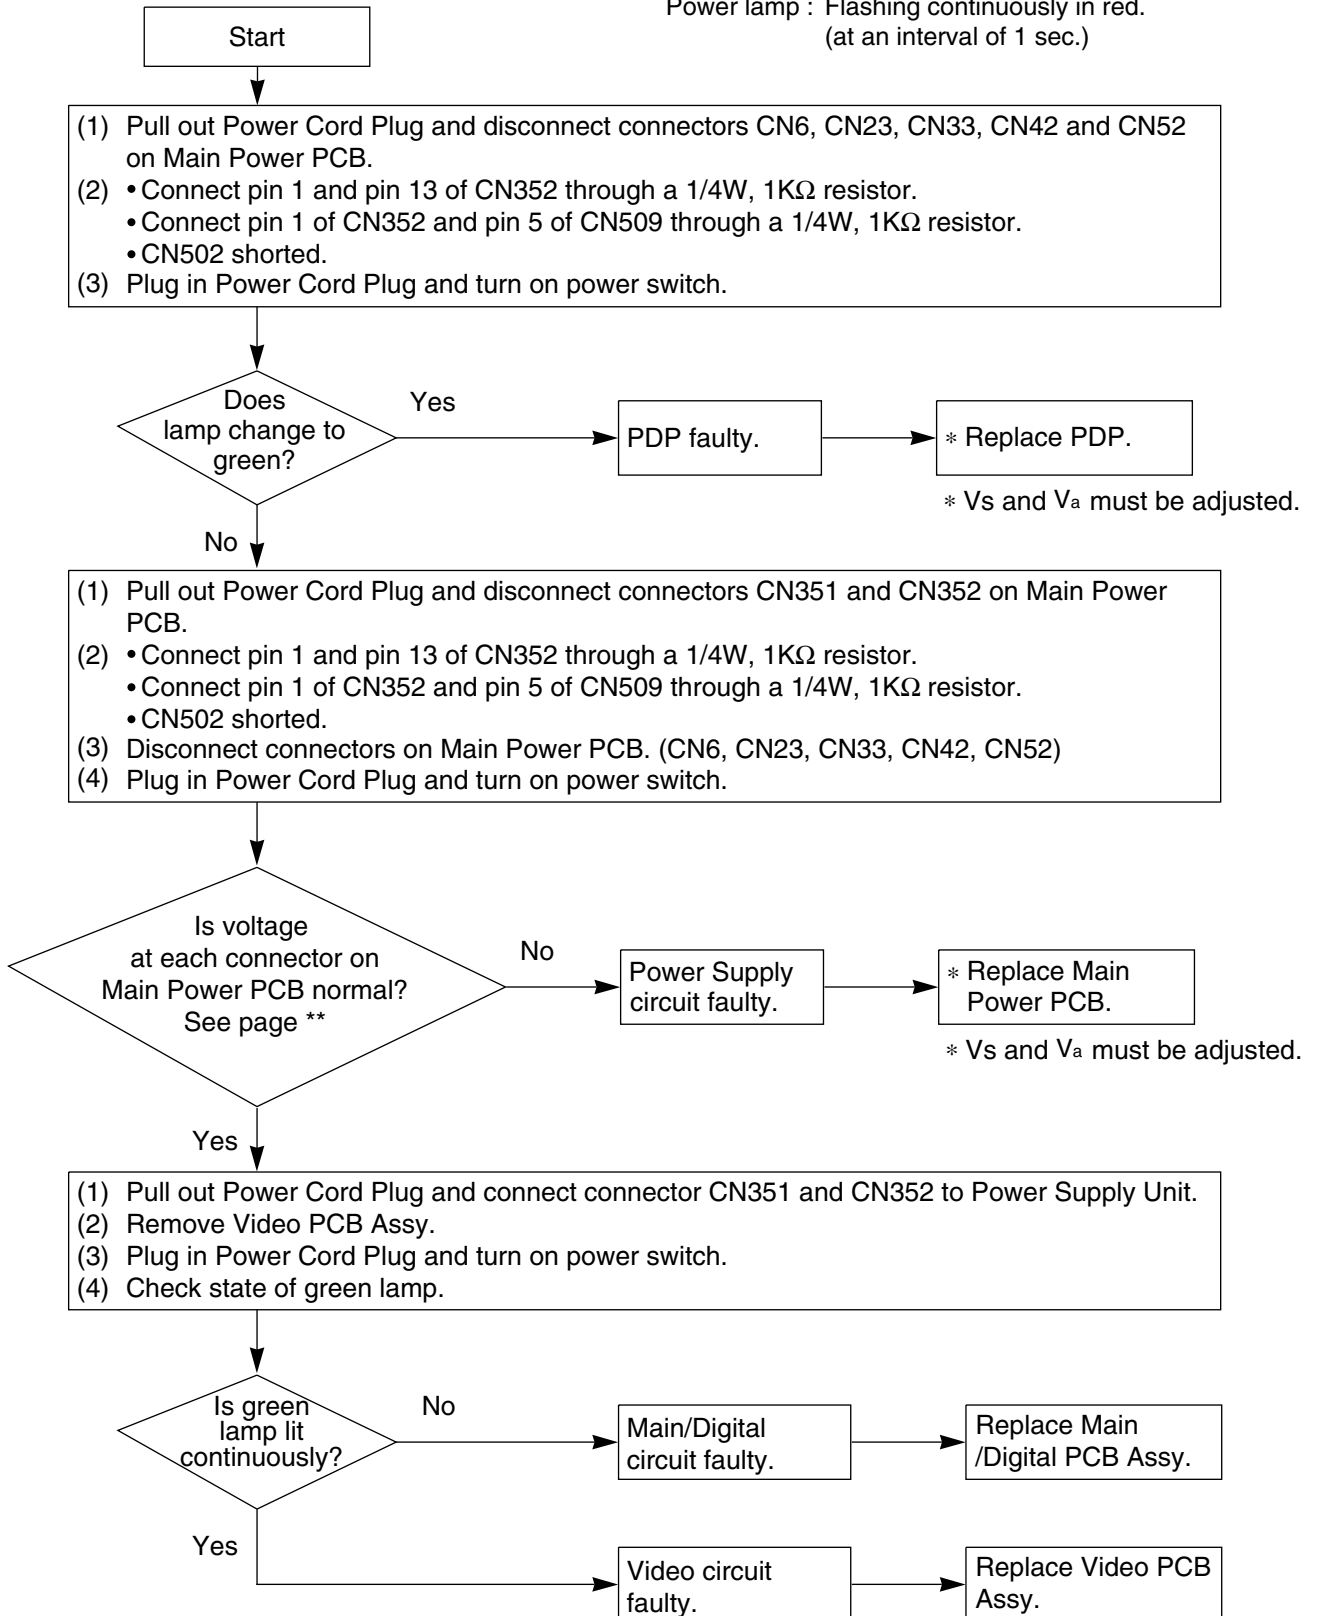 Power lamp : Flashing continuously in red.
(at an interval of 1 sec.)
Start
(1) Pull out Power Cord Plug and disconnect connectors CN6, CN23, CN33, CN42 and CN52
on Main Power PCB.
(2) • Connect pin 1 and pin 13 of CN352 through a 1/4W, 1KΩ resistor.
• Connect pin 1 of CN352 and pin 5 of CN509 through a 1/4W, 1KΩ resistor.
• CN502 shorted.
(3) Plug in Power Cord Plug and turn on power switch.
Does
lamp change to
green?
Yes
PDP faulty.
* Replace PDP.
* Vs and Va must be adjusted.
No
(1) Pull out Power Cord Plug and disconnect connectors CN351 and CN352 on Main Power
PCB.
(2) • Connect pin 1 and pin 13 of CN352 through a 1/4W, 1KΩ resistor.
• Connect pin 1 of CN352 and pin 5 of CN509 through a 1/4W, 1KΩ resistor.
• CN502 shorted.
(3) Disconnect connectors on Main Power PCB. (CN6, CN23, CN33, CN42, CN52)
(4) Plug in Power Cord Plug and turn on power switch.
Is voltage
at each connector on
Main Power PCB normal?
See page **
No
Power Supply
circuit faulty.
* Replace Main
Power PCB.
* Vs and Va must be adjusted.
Yes
(1) Pull out Power Cord Plug and connect connector CN351 and CN352 to Power Supply Unit.
(2) Remove Video PCB Assy.
(3) Plug in Power Cord Plug and turn on power switch.
(4) Check state of green lamp.
Is green
lamp lit
continuously?
No
Main/Digital
circuit faulty.
Replace Main
/Digital PCB Assy.
Yes
Video circuit
faulty.
Replace Video PCB
Assy.